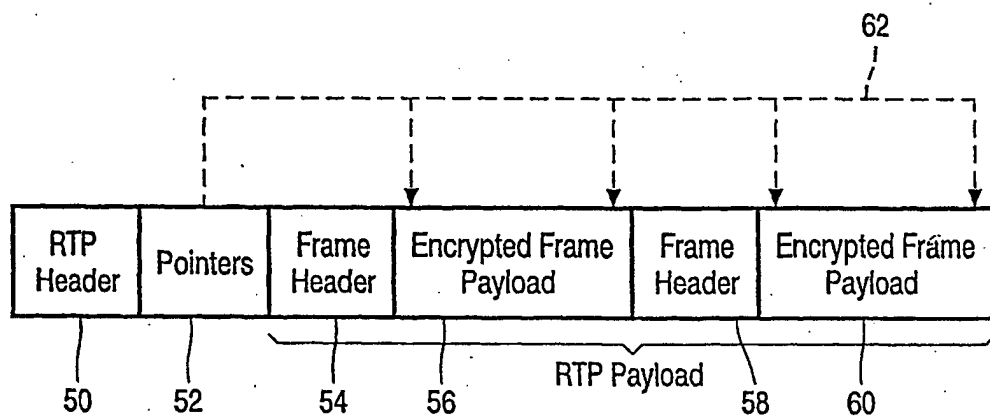 62
RTP
Header
Pointers
Frame
Header
Encrypted Frame
Payload
Frame
Header
Encrypted Frame
Payload
RTP Payload
50
52
54
56
58
60